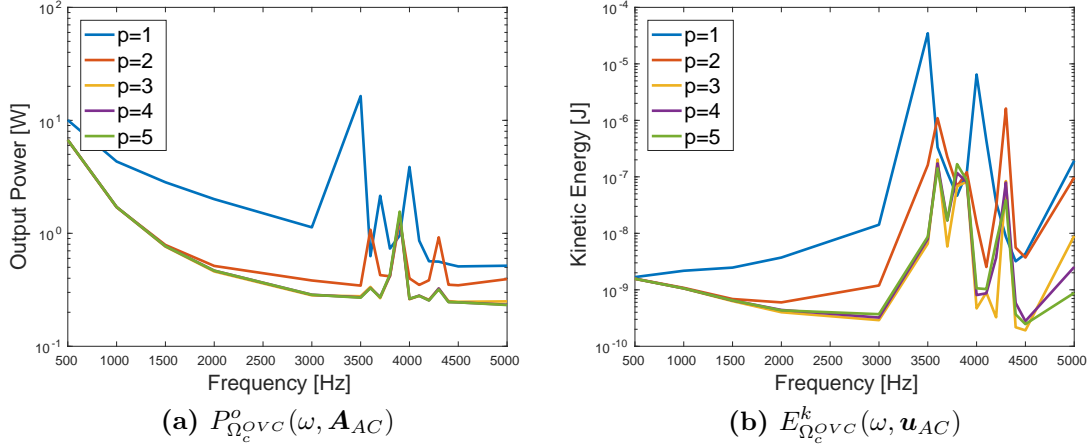 10^2
10^1
10^0
10^-1
Output Power [W]
p=1
p=2
p=3
p=4
p=5
500 1000 1500 2000 2500 3000 3500 4000 4500 5000
Frequency [Hz]
(a) P^o_{Ω_c^{OVC}}(ω, A_{AC})
10^-4
10^-5
10^-6
10^-7
10^-8
10^-9
10^-10
Kinetic Energy [J]
p=1
p=2
p=3
p=4
p=5
500 1000 1500 2000 2500 3000 3500 4000 4500 5000
Frequency [Hz]
(b) E^k_{Ω_c^{OVC}}(ω, u_{AC})